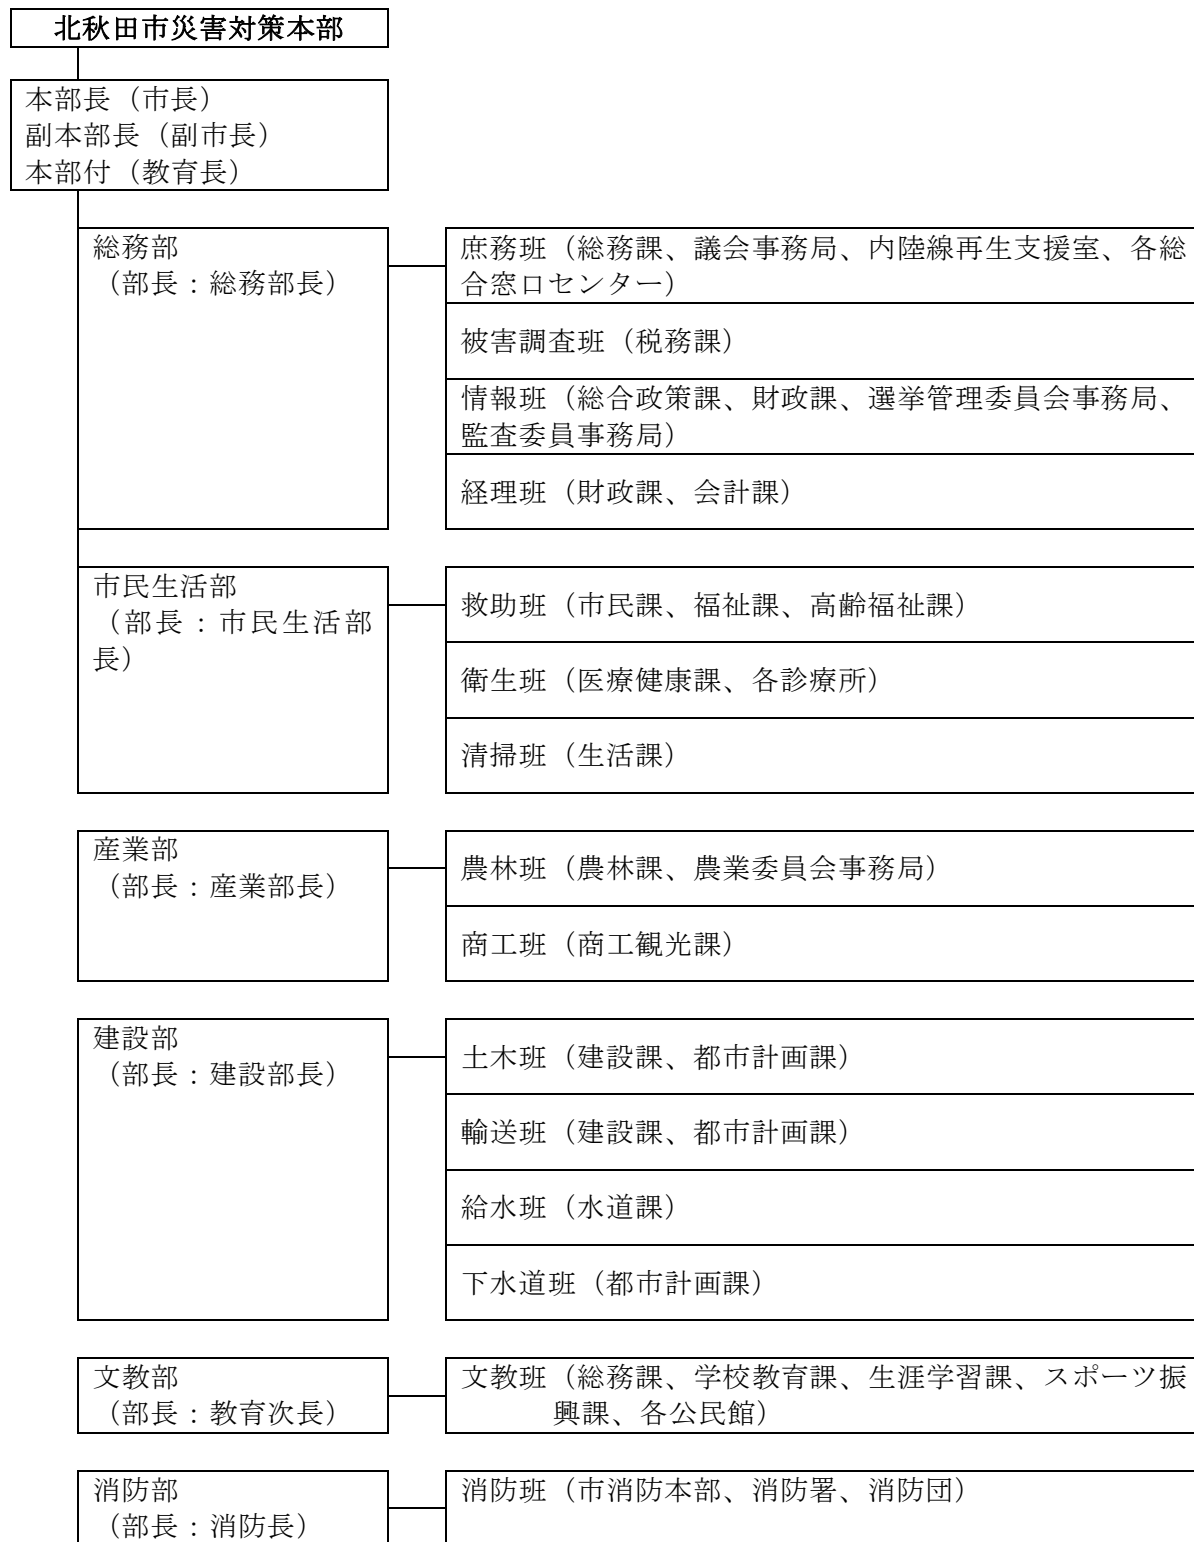 北秋田市災害対策本部
本部長（市長）
副本部長（副市長）
本部付（教育長）
総務部
（部長：総務部長）
庶務班（総務課、議会事務局、内陸線再生支援室、各総
合窓口センター）
被害調査班（税務課）
情報班（総合政策課、財政課、選挙管理委員会事務局、
監査委員事務局）
経理班（財政課、会計課）
市民生活部
（部長：市民生活部
長）
救助班（市民課、福祉課、高齢福祉課）
衛生班（医療健康課、各診療所）
清掃班（生活課）
産業部
（部長：産業部長）
農林班（農林課、農業委員会事務局）
商工班（商工観光課）
建設部
（部長：建設部長）
土木班（建設課、都市計画課）
輸送班（建設課、都市計画課）
給水班（水道課）
下水道班（都市計画課）
文教部
（部長：教育次長）
文教班（総務課、学校教育課、生涯学習課、スポーツ振
興課、各公民館）
消防部
（部長：消防長）
消防班（市消防本部、消防署、消防団）